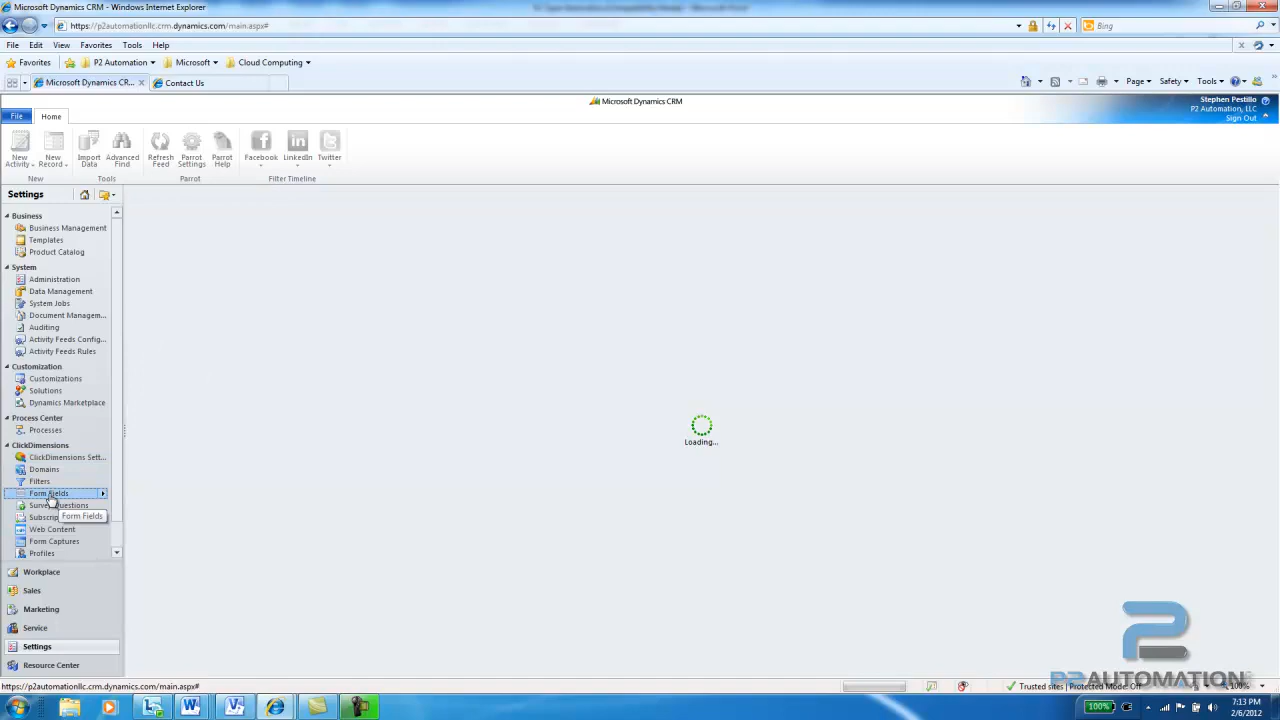 Microsoft Dynamics CRM - Windows Internet Explorer
https://p2automationllc.crm.dynamics.com/main.aspx#
Bing
File Edit View Favorites Tools Help
Favorites P2 Automation Microsoft Cloud Computing
Microsoft Dynamics CR... Contact Us
Page Safety Tools
Microsoft Dynamics CRM
Stephen Pestillo
P2 Automation, LLC
Sign Out
File Home
New Activity
New Record
Import Data
Advanced Find
Refresh Feed
Parrot Settings
Parrot Help
Facebook
LinkedIn
Twitter
New Tools Parrot Filter Timeline
Settings
Business
Business Management
Templates
Product Catalog
System
Administration
Data Management
System Jobs
Document Managem...
Auditing
Activity Feeds Config...
Activity Feeds Rules
Customization
Customizations
Solutions
Dynamics Marketplace
Process Center
Processes
ClickDimensions
ClickDimensions Sett...
Domains
Filters
Form Fields
Survey Questions
Subscrip
Form Fields
Web Content
Form Captures
Profiles
Loading...
Workplace
Sales
Marketing
Service
Settings
Resource Center
P2AUTOMATION
https://p2automationllc.crm.dynamics.com/main.aspx#
Trusted sites | Protected Mode: Off
100%
100%
7:13 PM
2/6/2012